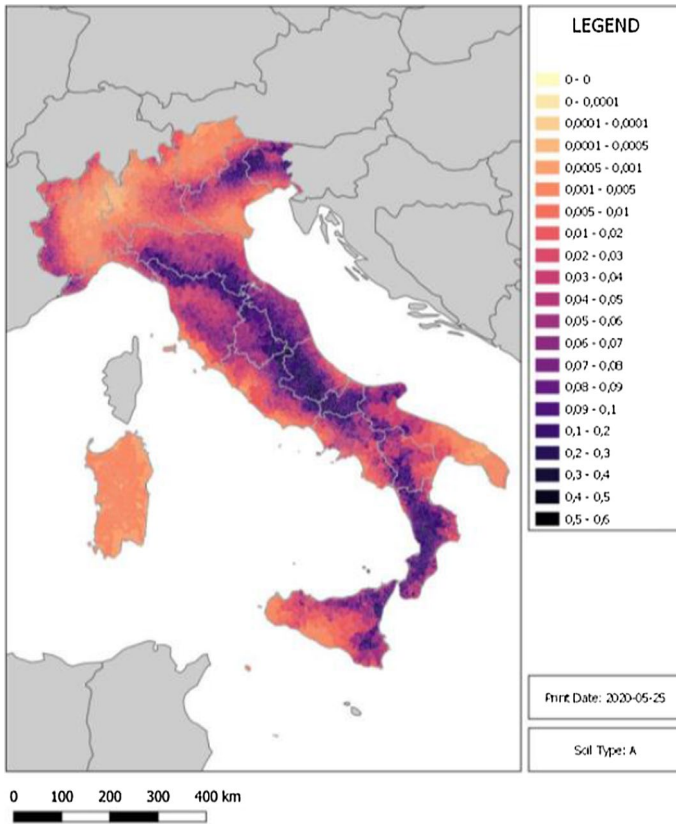 LEGEND
0 - 0
0 - 0,0001
0,0001 - 0,0001
0,0001 - 0,0005
0,0005 - 0,001
0,001 - 0,005
0,005 - 0,01
0,01 - 0,02
0,02 - 0,03
0,03 - 0,04
0,04 - 0,05
0,05 - 0,06
0,06 - 0,07
0,07 - 0,08
0,08 - 0,09
0,09 - 0,1
0,1 - 0,2
0,2 - 0,3
0,3 - 0,4
0,4 - 0,5
0,5 - 0,6
Print Date: 2020-05-25
Soil Type: A
0 100 200 300 400 km